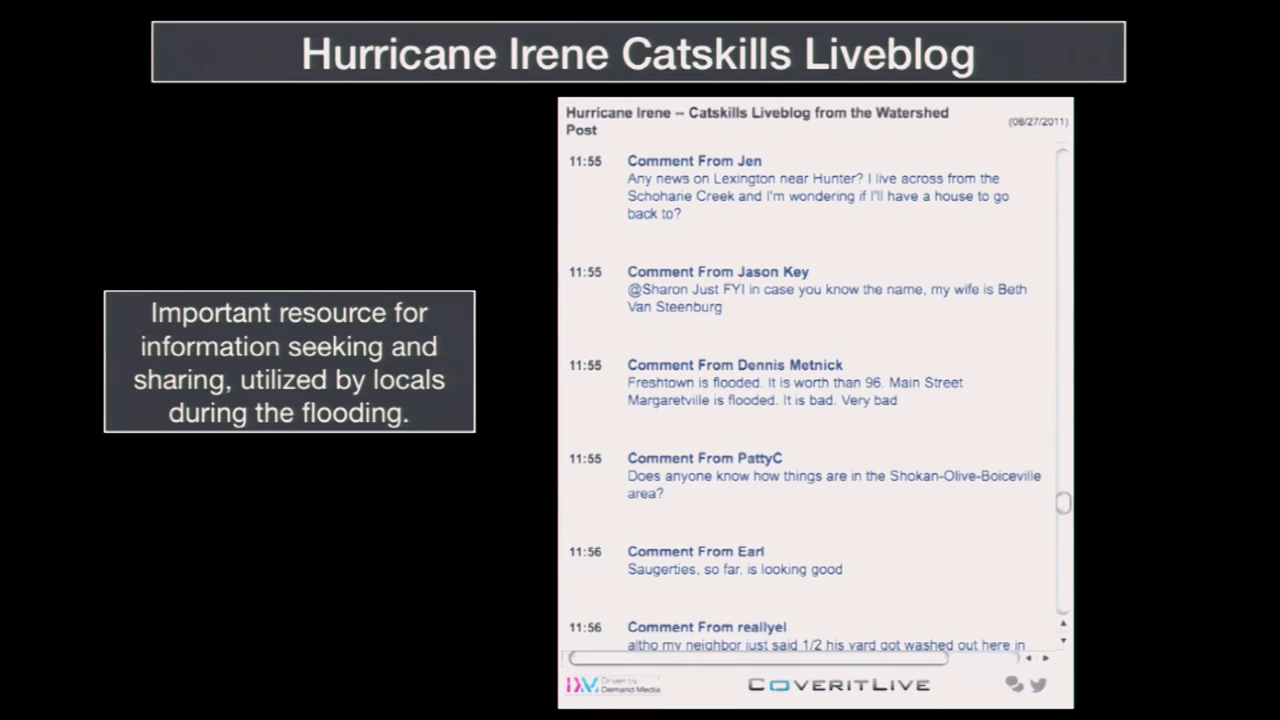 Hurricane Irene Catskills Liveblog
Important resource for
information seeking and
sharing, utilized by locals
during the flooding.
Hurricane Irene -- Catskills Liveblog from the Watershed
Post
(08/27/2011)
11:55 Comment From Jen
Any news on Lexington near Hunter? I live across from the
Schoharie Creek and I'm wondering if I'll have a house to go
back to?
11:55 Comment From Jason Key
@Sharon Just FYI in case you know the name, my wife is Beth
Van Steenburg
11:55 Comment From Dennis Metnick
Freshtown is flooded. It is worth than 96. Main Street
Margaretville is flooded. It is bad. Very bad
11:55 Comment From PattyC
Does anyone know how things are in the Shokan-Olive-Boiceville
area?
11:56 Comment From Earl
Saugerties, so far, is looking good
11:56 Comment From reallyel
altho my neighbor just said 1/2 his yard got washed out here in
Driven by
Demand Media
COVERITLIVE